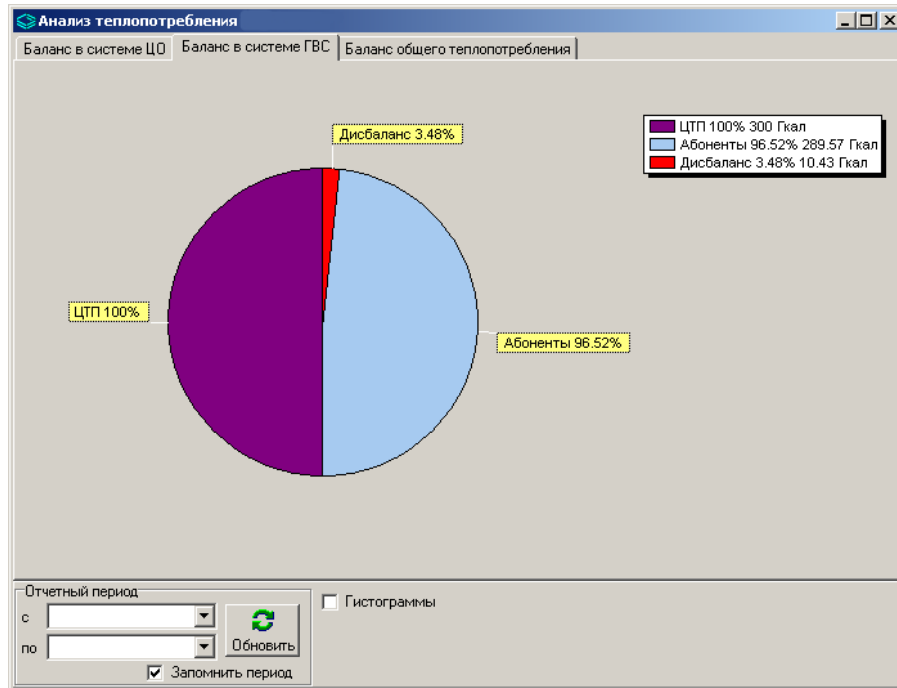 Анализ теплопотребления
Баланс в системе ЦО
Баланс в системе ГВС
Баланс общего теплопотребления
Дисбаланс 3.48%
ЦТП 100% 300 Гкал
Абоненты 96.52% 289.57 Гкал
Дисбаланс 3.48% 10.43 Гкал
ЦТП 100%
Абоненты 96.52%
Отчетный период
с
по
Обновить
Запомнить период
Гистограммы